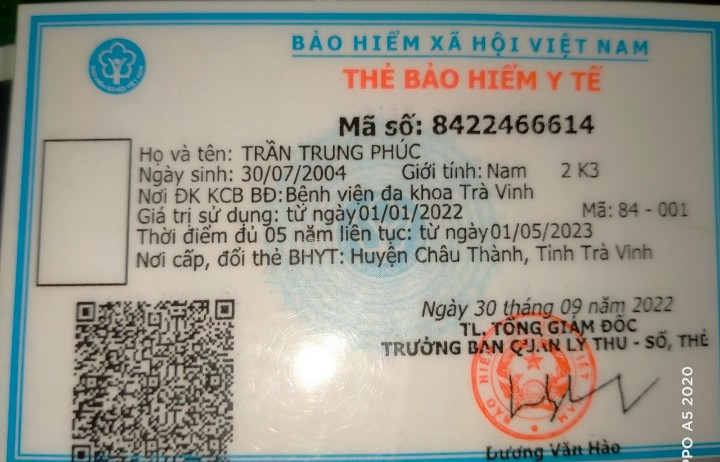 BẢO HIỂM XÃ HỘI VIỆT NAM
THẺ BẢO HIỂM Y TẾ
Mã số: 8422466614
Họ và tên: TRẦN TRUNG PHÚC
Ngày sinh: 30/07/2004 Giới tính: Nam 2 K3
Nơi ĐK KCB BĐ:Bệnh viện đa khoa Trà Vinh
Giá trị sử dụng: từ ngày 01/01/2022 Mã: 84 - 001
Thời điểm đủ 05 năm liên tục: từ ngày 01/05/2023
Nơi cấp, đổi thẻ BHYT: Huyện Châu Thành, Tỉnh Trà Vinh
Ngày 30 tháng 09 năm 2022
TL. TỔNG GIÁM ĐỐC
TRƯỞNG BAN QUẢN LÝ THU - SỔ, THẺ
Dương Văn Hào
PPO A5 2020